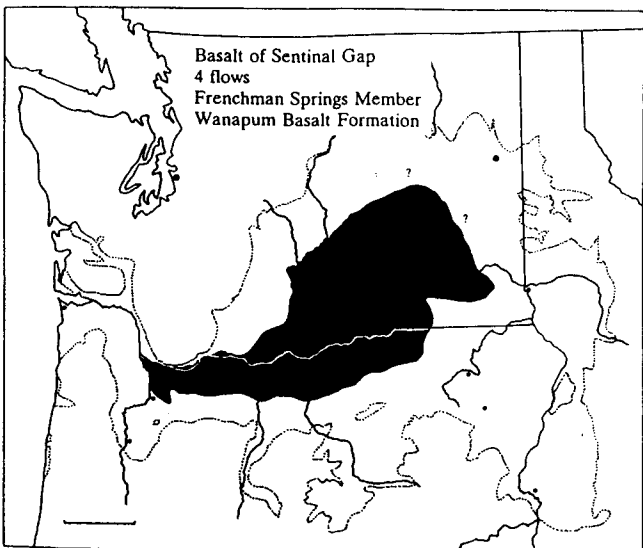 Basalt of Sentinal Gap
4 flows
Frenchman Springs Member
Wanapum Basalt Formation
?
?